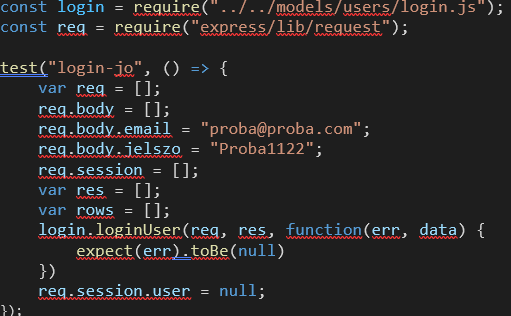 const login = require("../../models/users/login.js");
const req = require("express/lib/request");
test("login-jo", () => {
var req = [];
req.body = [];
req.body.email = "proba@proba.com";
req.body.jelszo = "Proba1122";
req.session = [];
var res = [];
var rows = [];
login.loginUser(req, res, function(err, data) {
expect(err).toBe(null)
})
req.session.user = null;
});